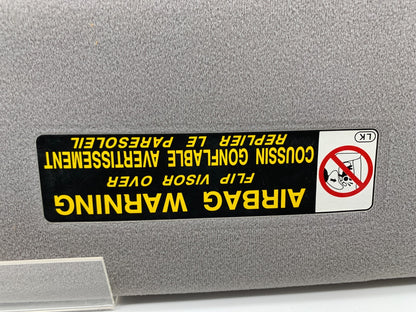 AIRBAG WARNING
FLIP VISOR OVER
COUSSIN GONFLABLE AVERTISSEMENT
REPLIER LE PARESOLEIL
LK